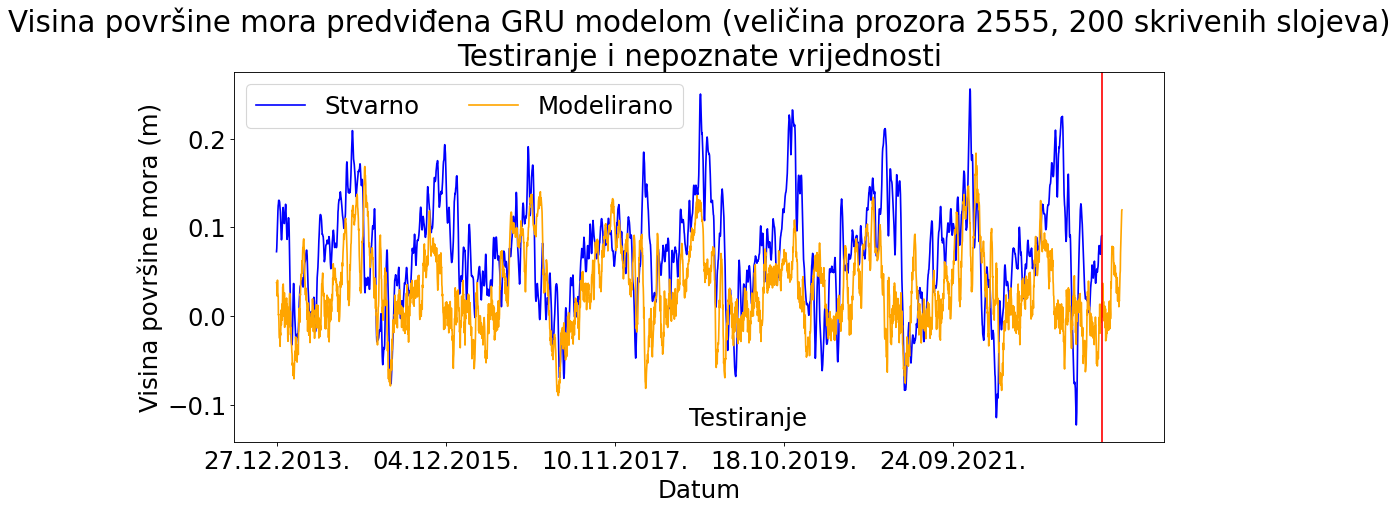 Visina površine mora predviđena GRU modelom (veličina prozora 2555, 200 skrivenih slojeva)
Testiranje i nepoznate vrijednosti
Stvarno
Modelirano
Visina površine mora (m)
0.2
0.1
0.0
−0.1
Testiranje
27.12.2013.
04.12.2015.
10.11.2017.
18.10.2019.
24.09.2021.
Datum